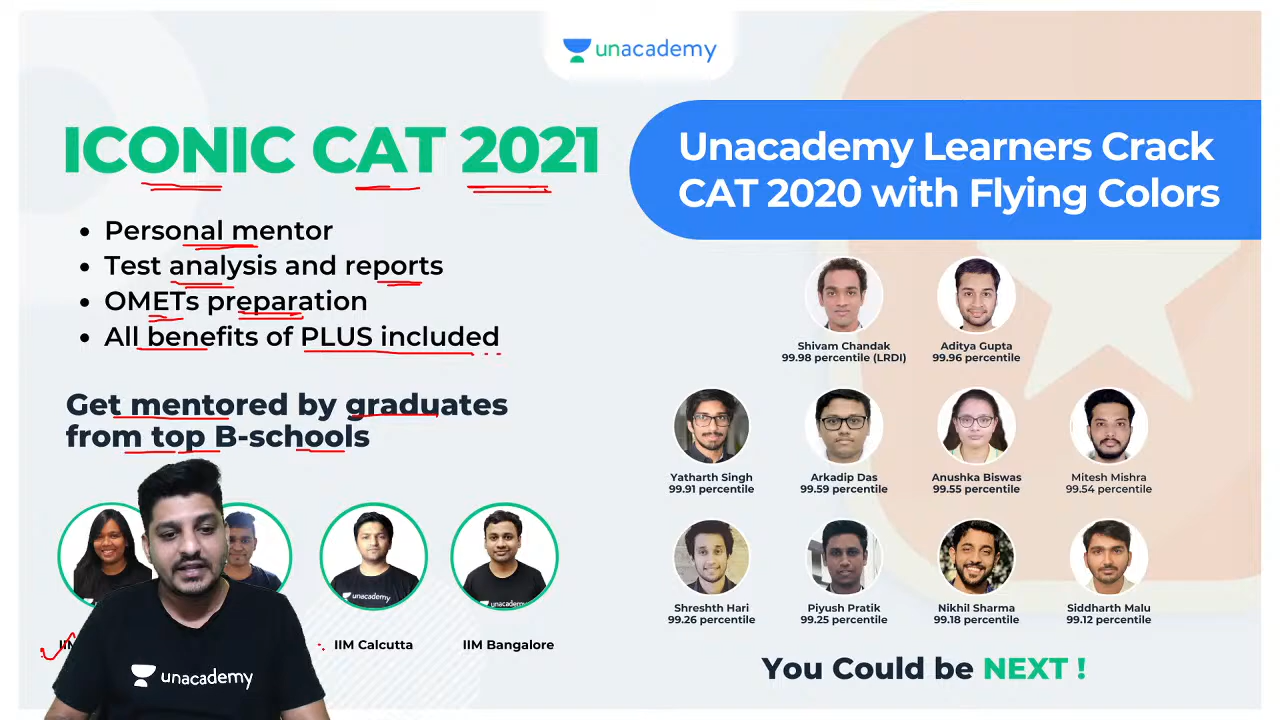 unacademy
ICONIC CAT 2021
• Personal mentor
• Test analysis and reports
• OMETs preparation
• All benefits of PLUS included
Get mentored by graduates
from top B-schools
unacademy
unacademy
IIM Calcutta
IIM Bangalore
unacademy
Unacademy Learners Crack
CAT 2020 with Flying Colors
Shivam Chandak
99.98 percentile (LRDI)
Aditya Gupta
99.96 percentile
Yatharth Singh
99.91 percentile
Arkadip Das
99.59 percentile
Anushka Biswas
99.55 percentile
Mitesh Mishra
99.54 percentile
Shreshth Hari
99.26 percentile
Piyush Pratik
99.25 percentile
Nikhil Sharma
99.18 percentile
Siddharth Malu
99.12 percentile
You Could be NEXT !